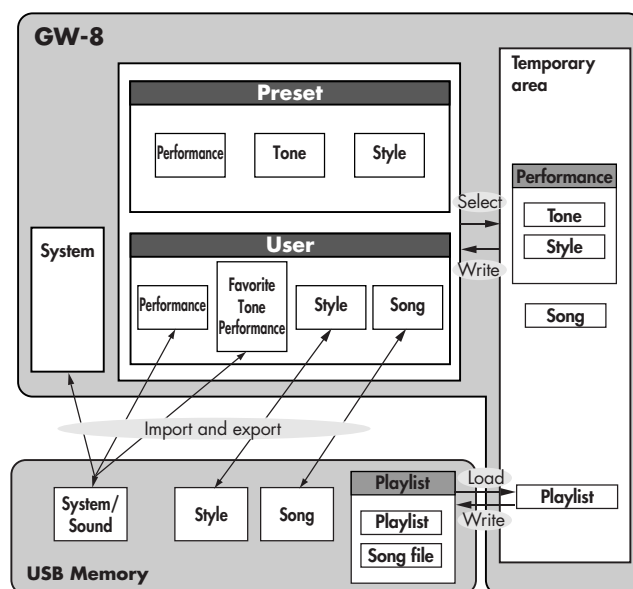 GW-8
Temporary
area
Preset
Performance
Tone
Style
Performance
Tone
Style
Select
Write
System
User
Performance
Favorite
Tone
Performance
Style
Song
Song
Import and export
System/
Sound
Style
Song
Playlist
Playlist
Song file
Load
Write
Playlist
USB Memory